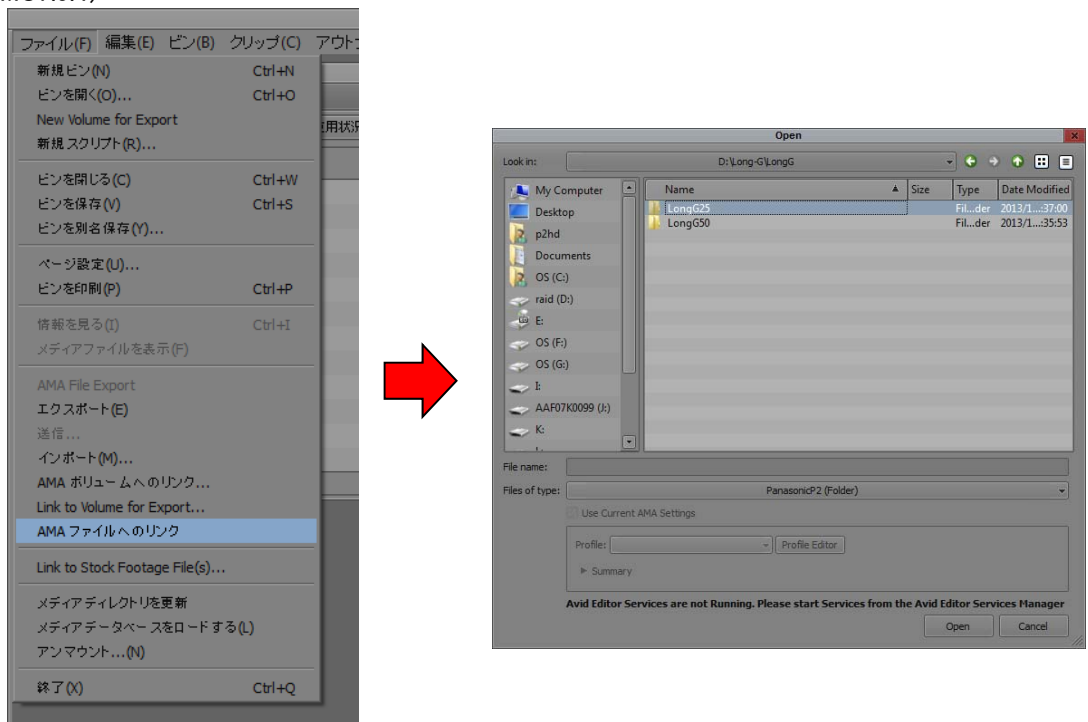 ファイル(F) 編集(E) ビン(B) クリップ(C)
新規ビン(N) Ctrl+N
ビンを開く(O)... Ctrl+O
New Volume for Export
新規スクリプト(R)...
ビンを閉じる(C) Ctrl+W
ビンを保存(V) Ctrl+S
ビンを別名保存(Y)...
ページ設定(U)...
ビンを印刷(P) Ctrl+P
情報を見る(I) Ctrl+I
メディアファイルを表示(F)
AMA File Export
エクスポート(E)
送信...
インポート(M)...
AMA ボリュームへのリンク...
Link to Volume for Export...
AMA ファイルへのリンク
Link to Stock Footage File(s)...
メディアディレクトリを更新
メディアデータベースをロードする(L)
アンマウント...(N)
終了(X) Ctrl+Q
用状況
Open
Look in: D:\Long-G\LongG
My Computer
Desktop
p2hd
Documents
OS (C:)
raid (D:)
E:
OS (F:)
OS (G:)
I:
AAF07K0099 (J:)
K:
Name Size Type Date Modified
LongG25 Fil...der 2013/1...:37:00
LongG50 Fil...der 2013/1...:35:53
File name:
Files of type: PanasonicP2 (Folder)
Use Current AMA Settings
Profile: Profile Editor
Summary
Avid Editor Services are not Running. Please start Services from the Avid Editor Services Manager
Open Cancel